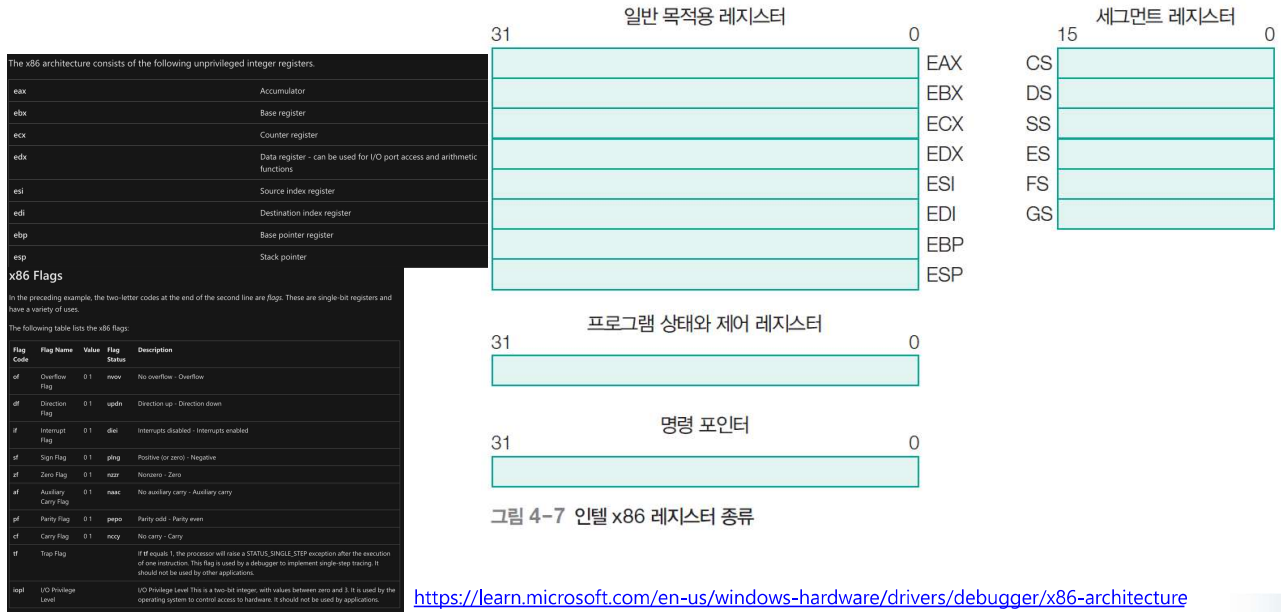 The x86 architecture consists of the following unprivileged integer registers.
eax Accumulator
ebx Base register
ecx Counter register
edx Data register - can be used for I/O port access and arithmetic
functions
esi Source index register
edi Destination index register
ebp Base pointer register
esp Stack pointer
x86 Flags
In the preceding example, the two-letter codes at the end of the second line are flags. These are single-bit registers and
have a variety of uses.
The following table lists the x86 flags:
Flag Flag Name Value Flag Description
Code Status
of Overflow 0 1 nvov No overflow - Overflow
Flag
df Direction 0 1 updn Direction up - Direction down
Flag
if Interrupt 0 1 diei Interrupts disabled - Interrupts enabled
Flag
sf Sign Flag 0 1 plng Positive (or zero) - Negative
zf Zero Flag 0 1 nzzr Nonzero - Zero
af Auxiliary 0 1 naac No auxiliary carry - Auxiliary carry
Carry Flag
pf Parity Flag 0 1 pepo Parity odd - Parity even
cf Carry Flag 0 1 nccy No carry - Carry
tf Trap Flag If tf equals 1, the processor will raise a STATUS_SINGLE_STEP exception after the execution
of one instruction. This flag is used by a debugger to implement single-step tracing. It
should not be used by other applications.
iopl I/O Privilege I/O Privilege Level This is a two-bit integer, with values between zero and 3. It is used by the
Level operating system to control access to hardware. It should not be used by applications.
일반 목적용 레지스터
31 0
EAX
EBX
ECX
EDX
ESI
EDI
EBP
ESP
세그먼트 레지스터
15 0
CS
DS
SS
ES
FS
GS
프로그램 상태와 제어 레지스터
31 0
명령 포인터
31 0
그림 4-7 인텔 x86 레지스터 종류
https://learn.microsoft.com/en-us/windows-hardware/drivers/debugger/x86-architecture